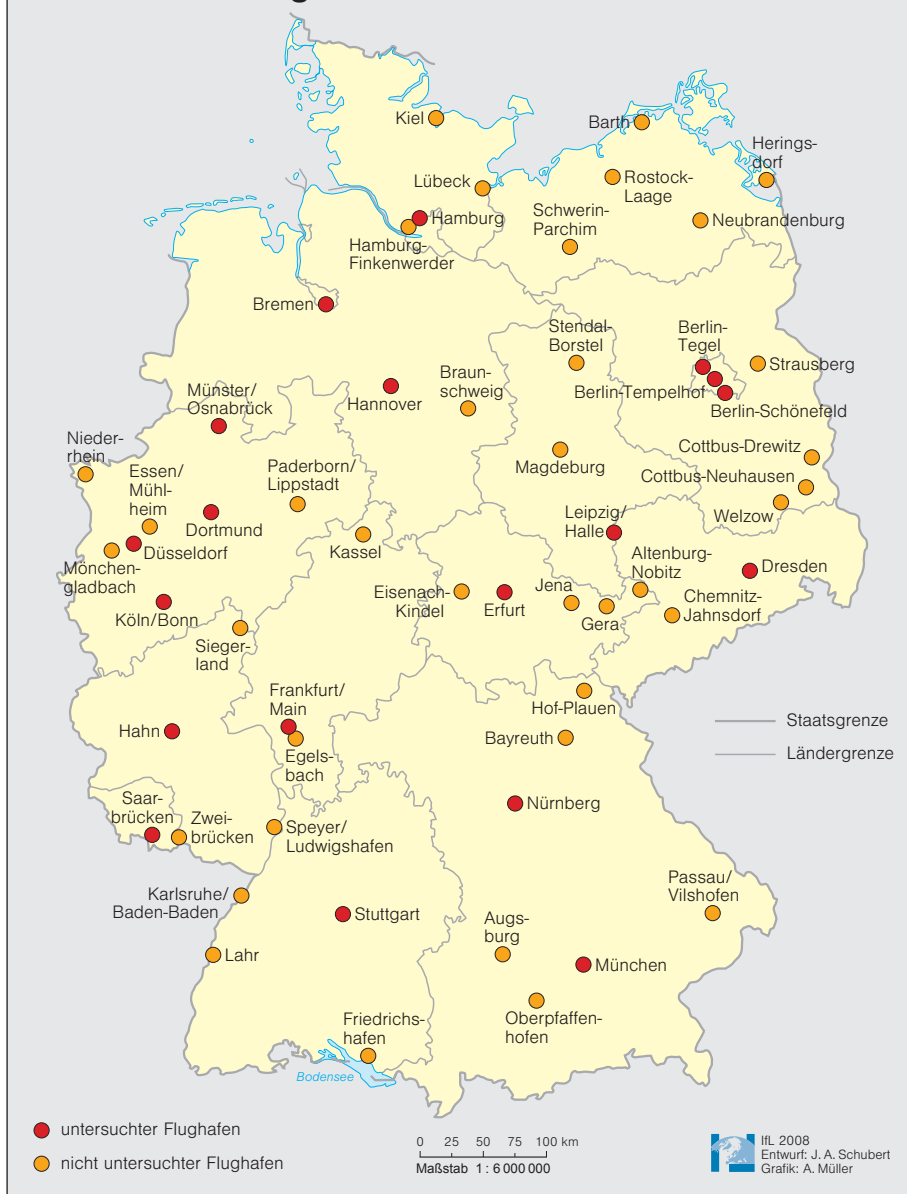 Kiel
Barth
Herings-
dorf
Lübeck
Rostock-
Laage
Hamburg
Schwerin-
Parchim
Neubrandenburg
Hamburg-
Finkenwerder
Bremen
Stendal-
Borstel
Berlin-
Tegel
Strausberg
Braun-
schweig
Münster/
Osnabrück
Hannover
Berlin-Tempelhof
Berlin-Schönefeld
Nieder-
rhein
Essen/
Mühl-
heim
Paderborn/
Lippstadt
Magdeburg
Cottbus-Drewitz
Cottbus-Neuhausen
Welzow
Dortmund
Leipzig/
Halle
Düsseldorf
Kassel
Mönchen-
gladbach
Altenburg-
Nobitz
Dresden
Eisenach-
Kindel
Erfurt
Jena
Gera
Chemnitz-
Jahnsdorf
Köln/Bonn
Sieger-
land
Frankfurt/
Main
Hof-Plauen
Hahn
Bayreuth
Staatsgrenze
Ländergrenze
Egels-
bach
Saar-
brücken
Zwei-
brücken
Nürnberg
Speyer/
Ludwigshafen
Karlsruhe/
Baden-Baden
Passau/
Vilshofen
Stuttgart
Augs-
burg
Lahr
München
Friedrichs-
hafen
Oberpfaffen-
hofen
Bodensee
untersuchter Flughafen
nicht untersuchter Flughafen
0 25 50 75 100 km
Maßstab 1 : 6 000 000
IfL 2008
Entwurf: J. A. Schubert
Grafik: A. Müller